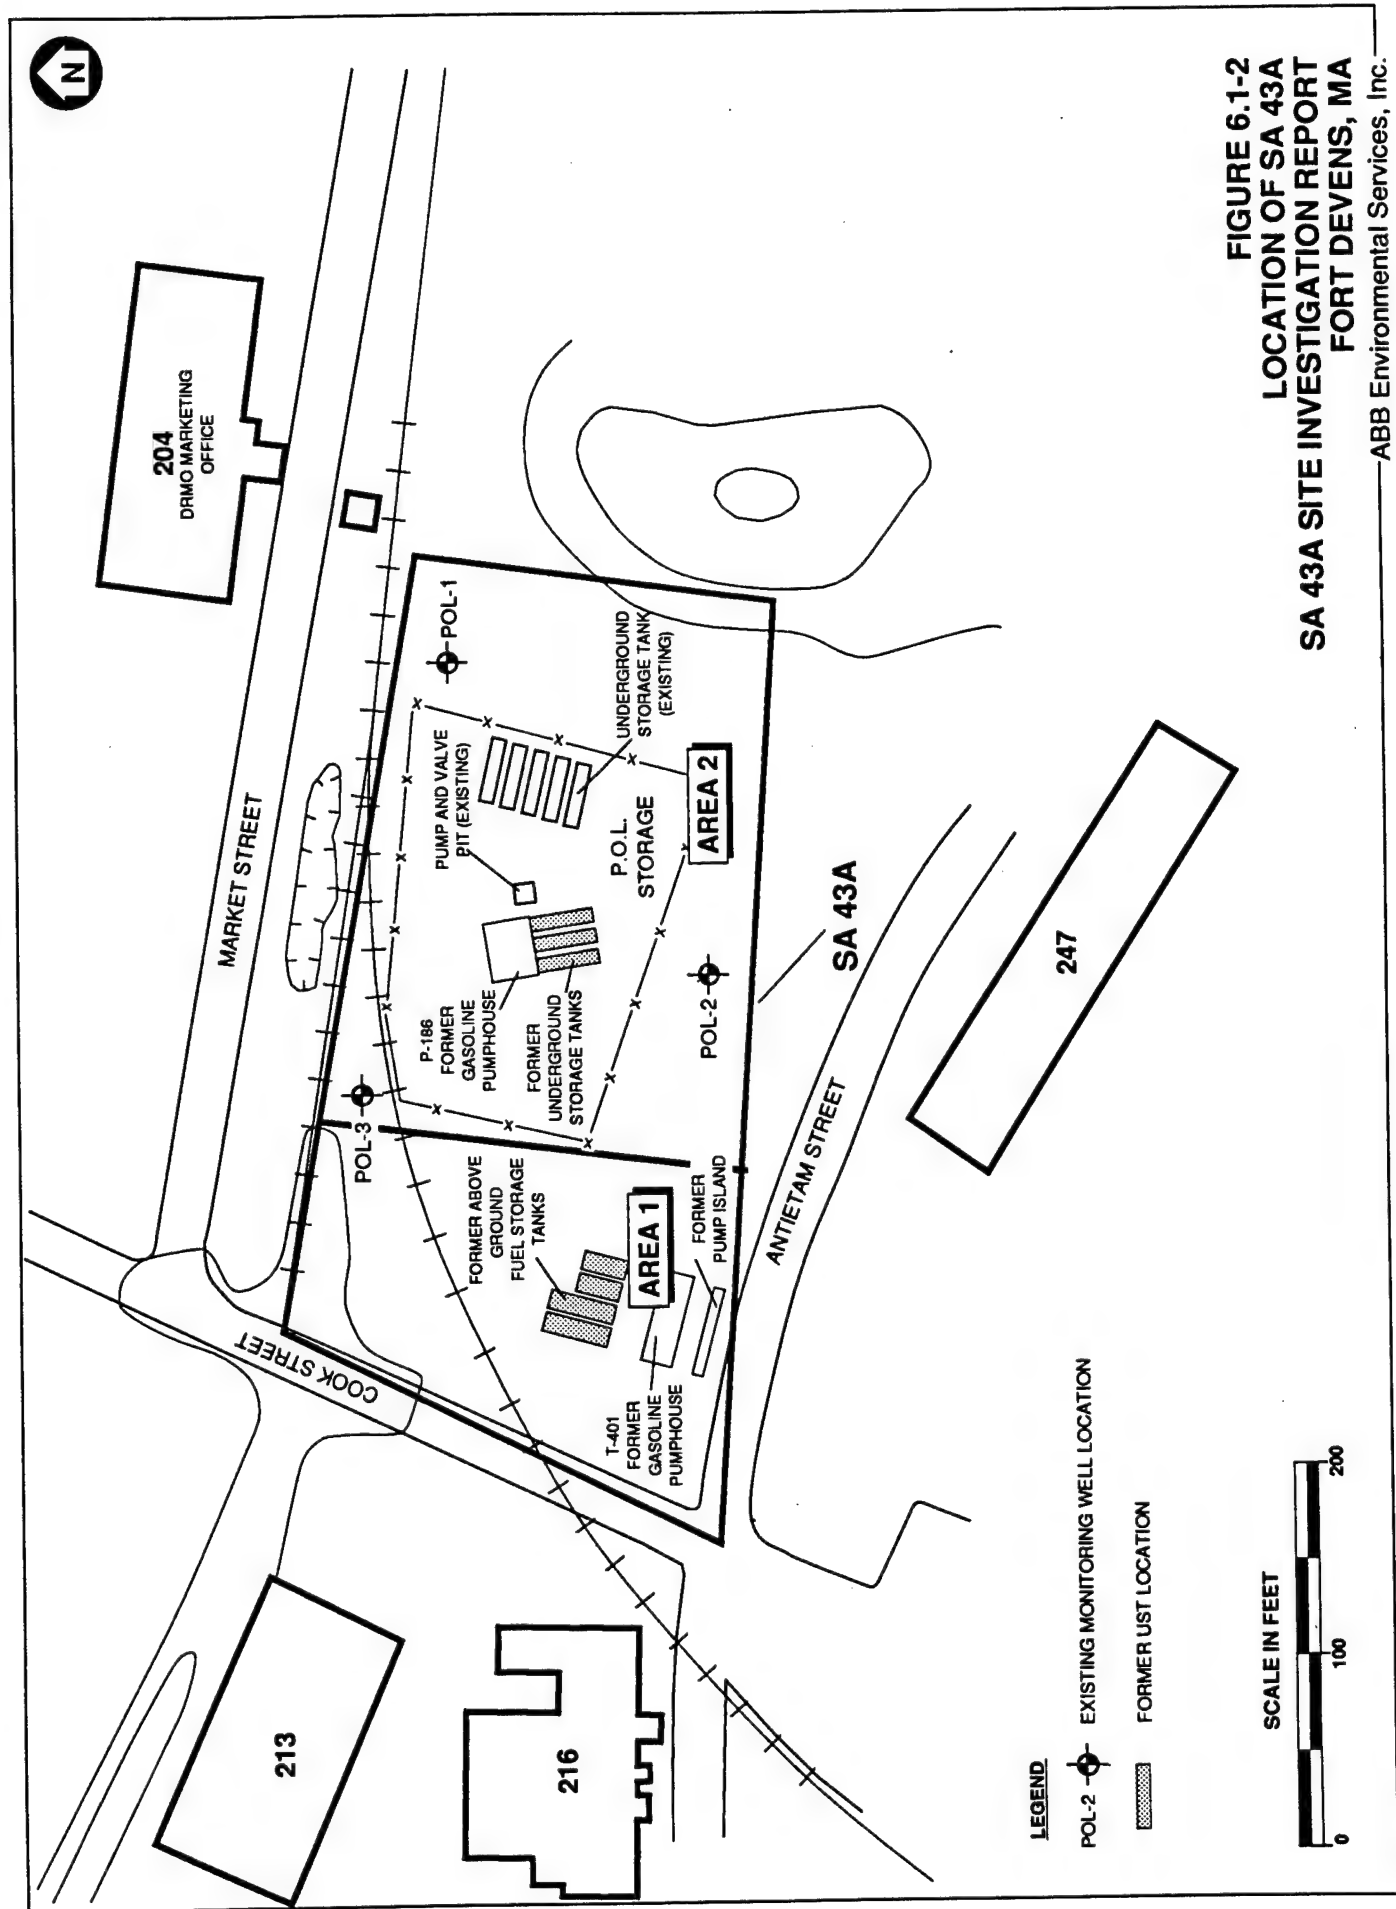 N
204
DRMO MARKETING
OFFICE
MARKET STREET
COOK STREET
213
216
POL-1
POL-3
POL-2
PUMP AND VALVE
PIT (EXISTING)
UNDERGROUND
STORAGE TANK
(EXISTING)
P.O.L.
STORAGE
AREA 2
P-186
FORMER
GASOLINE
PUMPHOUSE
FORMER
UNDERGROUND
STORAGE TANKS
FORMER ABOVE
GROUND
FUEL STORAGE
TANKS
AREA 1
FORMER
PUMP ISLAND
T-401
FORMER
GASOLINE
PUMPHOUSE
SA 43A
ANTIETAM STREET
247
LEGEND
POL-2 EXISTING MONITORING WELL LOCATION
FORMER UST LOCATION
SCALE IN FEET
0 100 200
FIGURE 6.1-2
LOCATION OF SA 43A
SA 43A SITE INVESTIGATION REPORT
FORT DEVENS, MA
ABB Environmental Services, Inc.